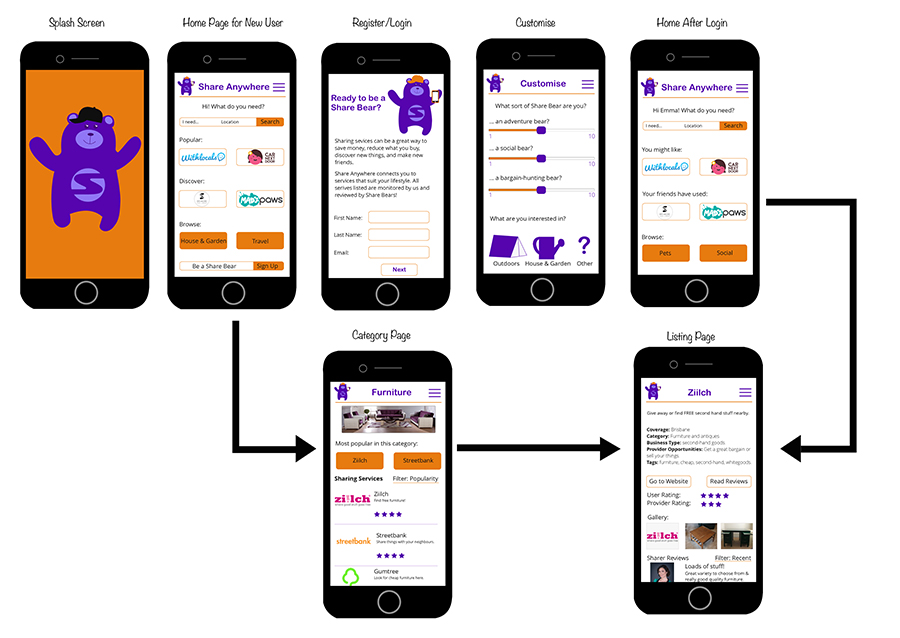 Splash Screen
Home Page for New User
Register/Login
Customise
Home After Login
S
Share Anywhere
Hi! What do you need?
I need...
Location
Search
Popular:
Withlocals
CAR NEXT DOOR
Discover:
MAD PAWS
Browse:
House & Garden
Travel
Be a Share Bear
Sign Up
Ready to be a
Share Bear?
S
Sharing sevices can be a great way to
save money, reduce what you buy,
discover new things, and make new
friends.
Share Anywhere connects you to
services that suit your lifestyle. All
serives listed are monitored by us and
reviewed by Share Bears!
First Name:
Last Name:
Email:
Next
Customise
What sort of Share Bear are you?
... an adventure bear?
1
10
... a social bear?
1
10
... a bargain-hunting bear?
1
10
What are you interested in?
?
Outdoors
House & Garden
Other
Share Anywhere
Hi Emma! What do you need?
I need...
Location
Search
You might like:
Withlocals
CAR NEXT DOOR
Your friends have used:
MAD PAWS
Browse:
Pets
Social
Category Page
Listing Page
Furniture
Most popular in this category:
Ziilch
Streetbank
Sharing Services
Filter: Popularity
ziilch
Ziilch
Find free furniture!
streetbank
Streetbank
Share things with your neighbours.
Gumtree
Look for cheap furniture here.
Ziilch
Give away or find FREE second hand stuff nearby.
Coverage: Brisbane
Category: Furniture and antiques
Business Type: second-hand goods
Provider Opportunities: Get a great bargain or
sell your things
Tags: furniture, cheap, second-hand, whitegoods
Go to Website
Read Reviews
User Rating:
Provider Rating:
Gallery:
ziilch
Sharer Reviews
Filter: Recent
Loads of stuff!
Great variety to choose from &
really good quality furniture